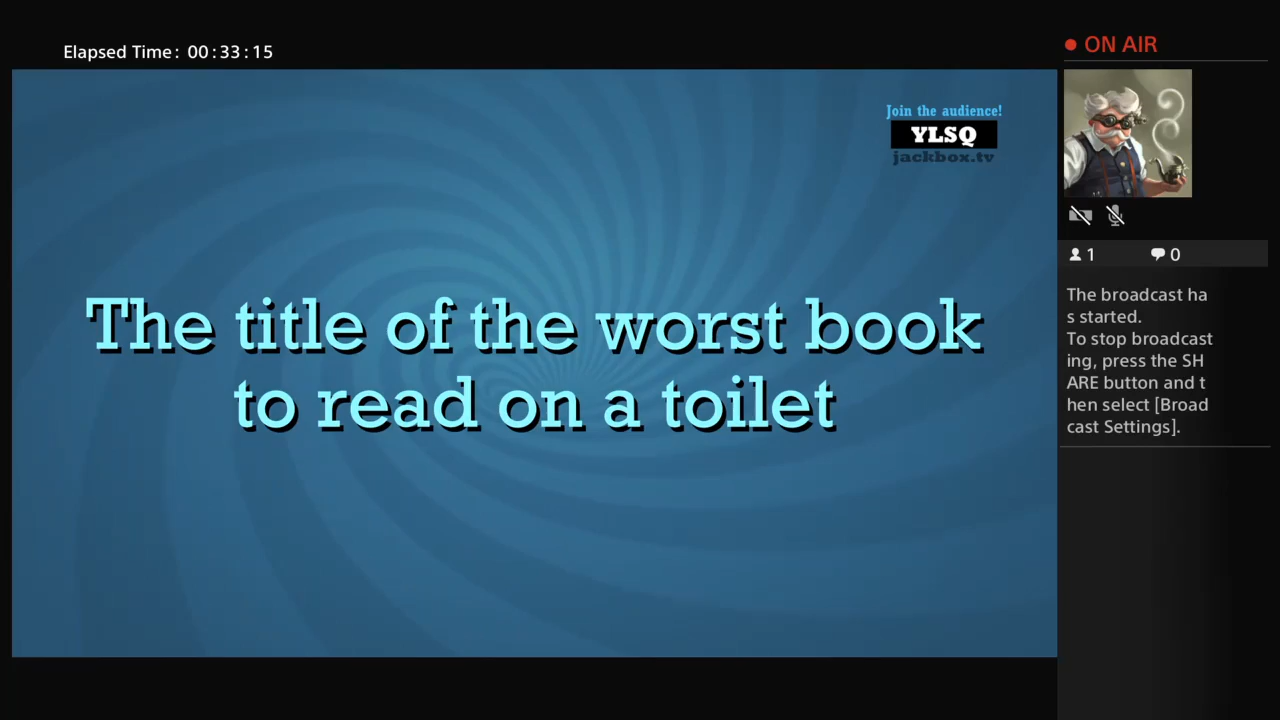 Elapsed Time: 00:33:15
ON AIR
Join the audience!
YLSQ
jackbox.tv
The title of the worst book
to read on a toilet
1 0
The broadcast ha
s started.
To stop broadcast
ing, press the SH
ARE button and t
hen select [Broad
cast Settings].